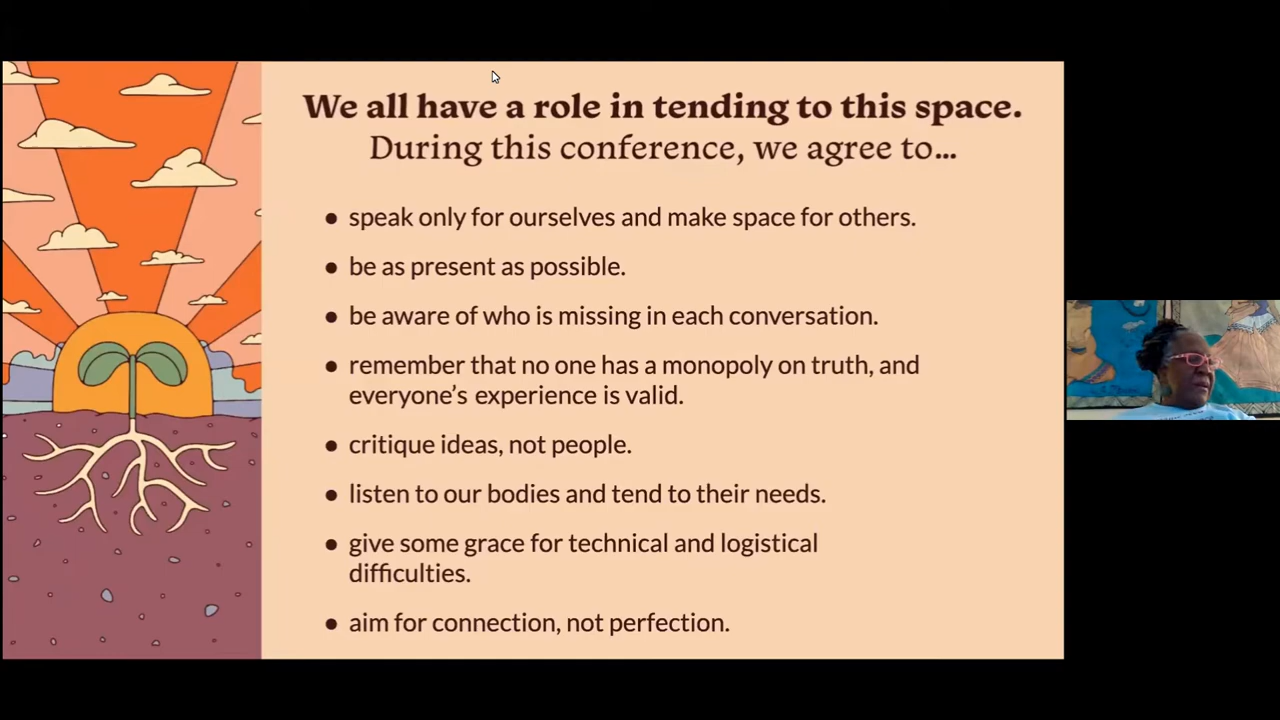 We all have a role in tending to this space.
During this conference, we agree to...
● speak only for ourselves and make space for others.
● be as present as possible.
● be aware of who is missing in each conversation.
● remember that no one has a monopoly on truth, and
everyone’s experience is valid.
● critique ideas, not people.
● listen to our bodies and tend to their needs.
● give some grace for technical and logistical
difficulties.
● aim for connection, not perfection.